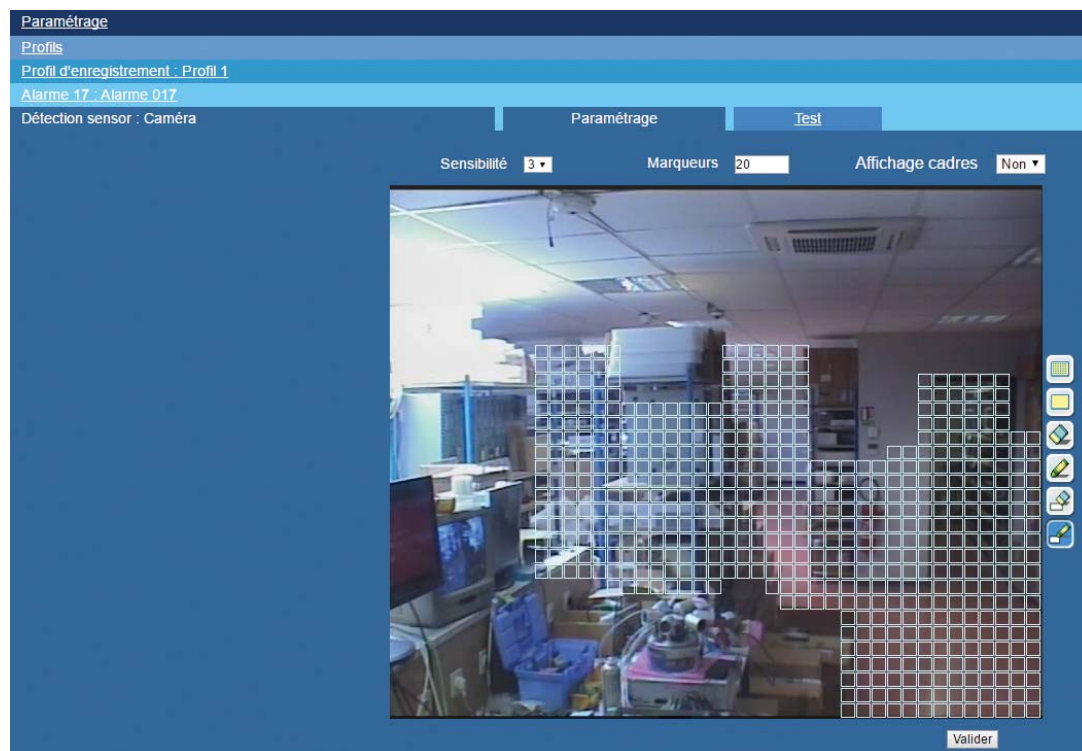 Paramétrage
Profils
Profil d'enregistrement : Profil 1
Alarme 17 : Alarme 017
Détection sensor : Caméra Paramétrage Test
Sensibilité 3 Marqueurs 20 Affichage cadres Non
Valider